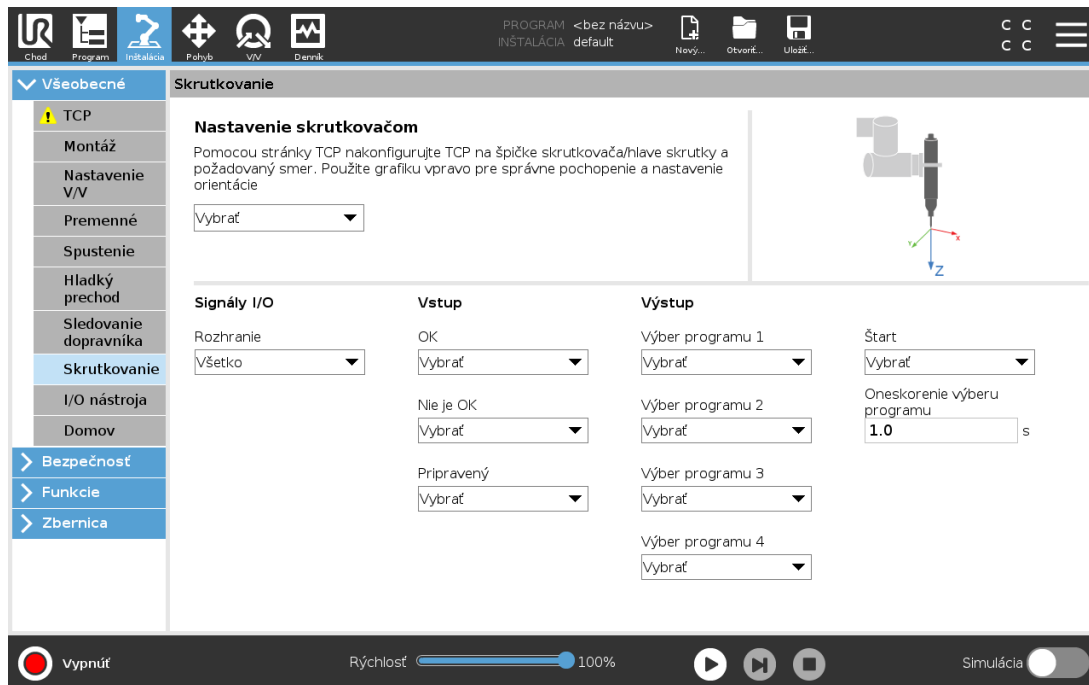 UR
PROGRAM <bez názvu>
INŠTALÁCIA default
C C
C C
Chod Program Inštalácia Pohyb V/V Denník Nový... Otvoriť... Uložiť...
Všeobecné
Skrutkovanie
TCP
Montáž
Nastavenie
V/V
Premenné
Spustenie
Hladký
prechod
Sledovanie
dopravníka
Skrutkovanie
I/O nástroja
Domov
Bezpečnosť
Funkcie
Zbernica
Nastavenie skrutkovačom
Pomocou stránky TCP nakonfigurujte TCP na špičke skrutkovača/hlave skrutky a
požadovaný smer. Použite grafiku vpravo pre správne pochopenie a nastavenie
orientácie
Vybrať
Y X
Z
Signály I/O
Rozhranie
Všetko
Vstup
OK
Vybrať
Nie je OK
Vybrať
Pripravený
Vybrať
Výstup
Výber programu 1
Vybrať
Výber programu 2
Vybrať
Výber programu 3
Vybrať
Výber programu 4
Vybrať
Štart
Vybrať
Oneskorenie výberu
programu
1.0 s
Vypnúť Rýchlosť 100% Simulácia